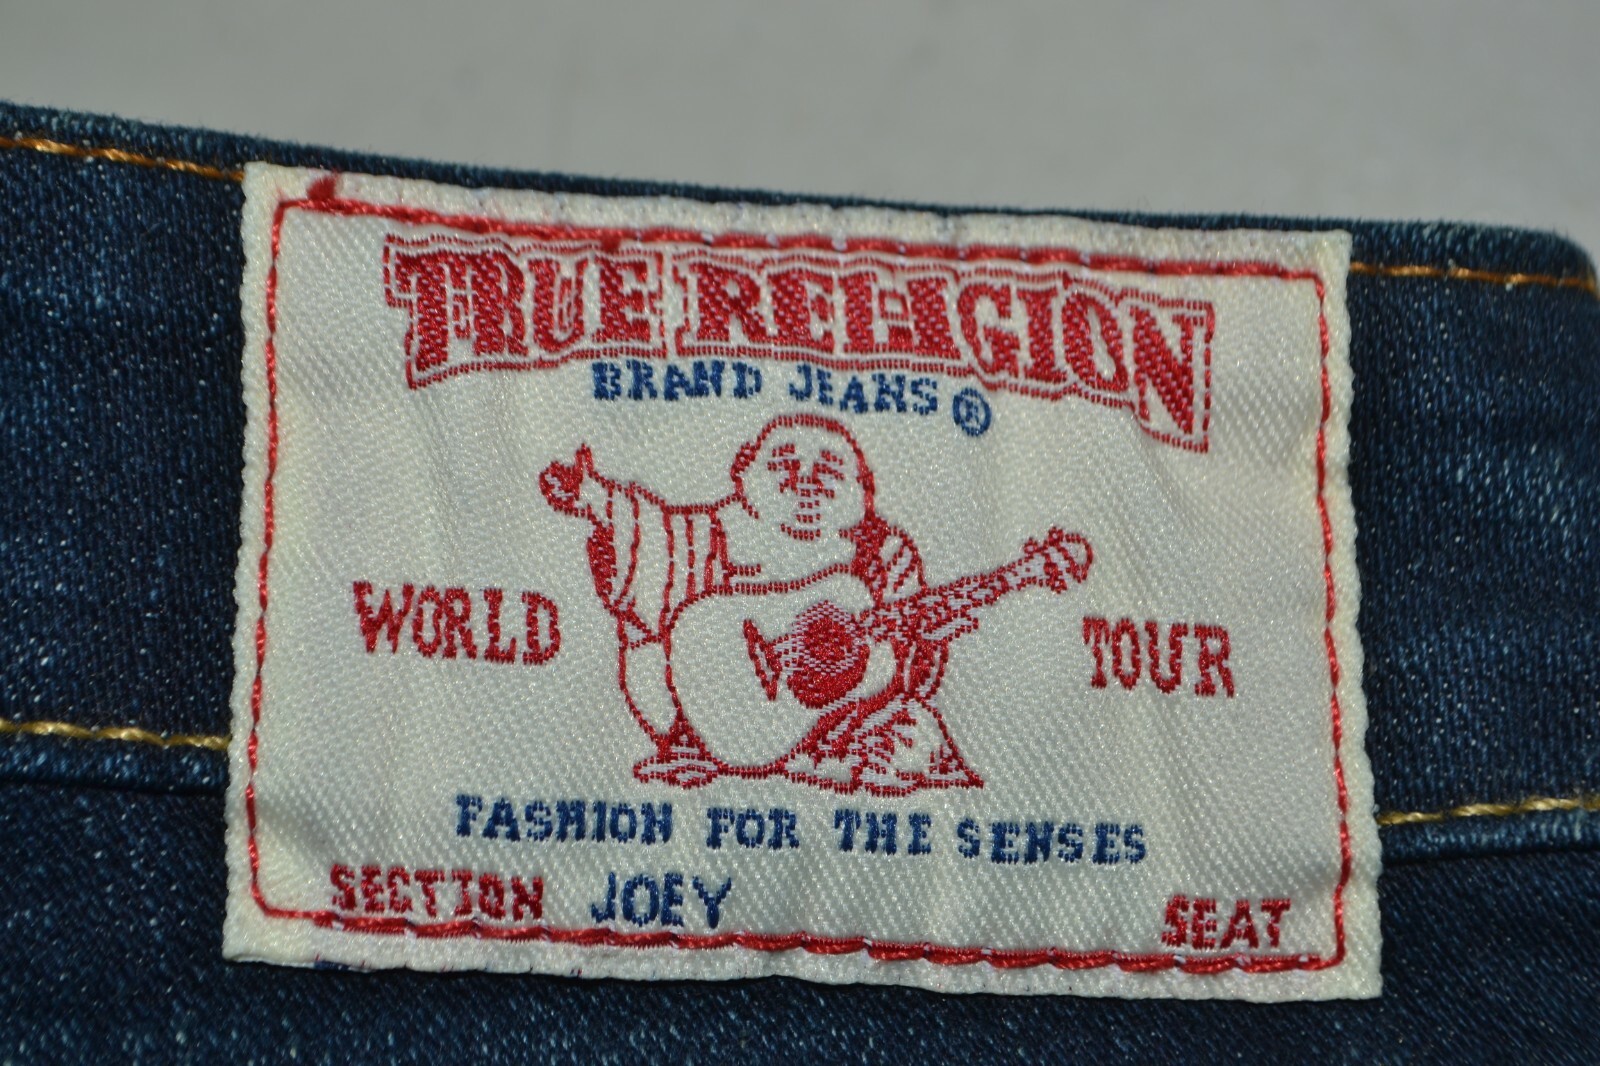 TRUE RELIGION
BRAND JEANS ®
WORLD TOUR
FASHION FOR THE SENSES
SECTION JOEY SEAT